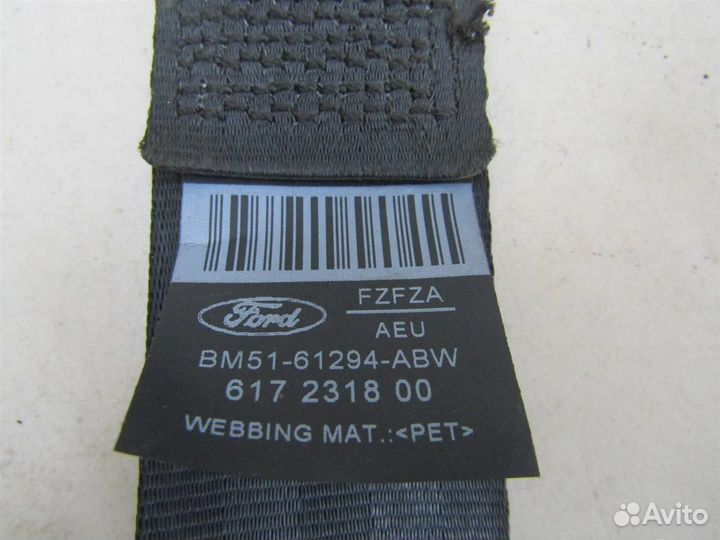 FZFZA
Ford
AEU
BM51-61294-ABW
617 2318 00
WEBBING MAT.:<PET>
Avito